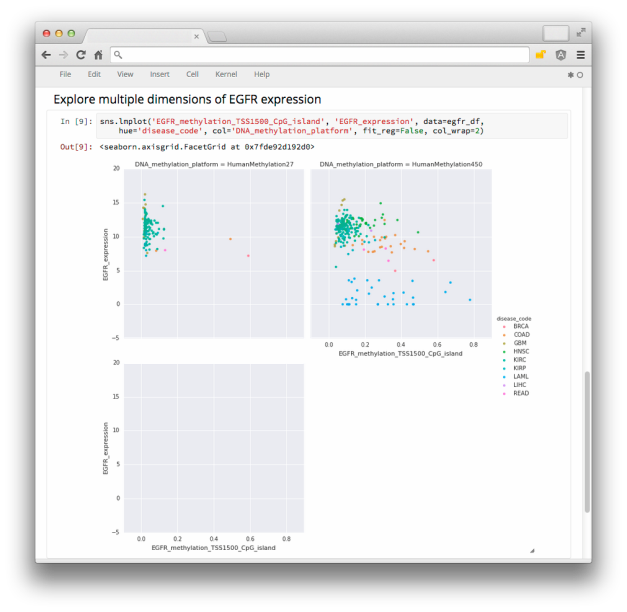 File Edit View Insert Cell Kernel Help
Explore multiple dimensions of EGFR expression
In [9]: sns.lmplot('EGFR_methylation_TSS1500_CpG_island', 'EGFR_expression', data=egfr_df,
hue='disease_code', col='DNA_methylation_platform', fit_reg=False, col_wrap=2)
Out[9]: <seaborn.axisgrid.FacetGrid at 0x7fde92d192d0>
DNA_methylation_platform = HumanMethylation27
DNA_methylation_platform = HumanMethylation450
20
15
10
5
0
−5
EGFR_expression
0.0 0.2 0.4 0.6 0.8
EGFR_methylation_TSS1500_CpG_island
disease_code
BRCA
COAD
GBM
HNSC
KIRC
KIRP
LAML
LIHC
READ
20
15
10
5
0
−5
EGFR_expression
0.0 0.2 0.4 0.6 0.8
EGFR_methylation_TSS1500_CpG_island